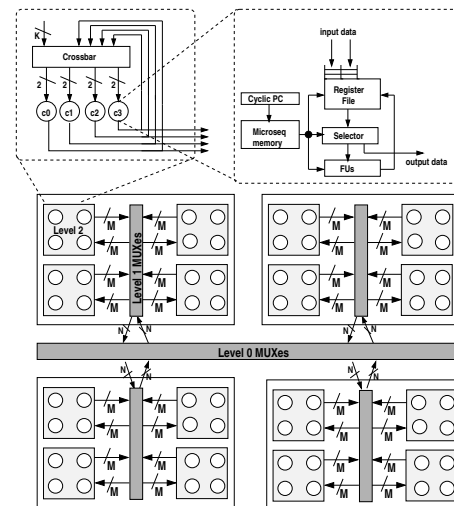 K
Crossbar
2 2 2 2
c0 c1 c2 c3
input data
Register
File
Cyclic PC
Microseq
memory
Selector
FUs
output data
Level 2
Level 1 MUXes
M M M M
M M M M
M M M M
M M M M
N N N N
Level 0 MUXes
N N N N
M M M M
M M M M
M M M M
M M M M